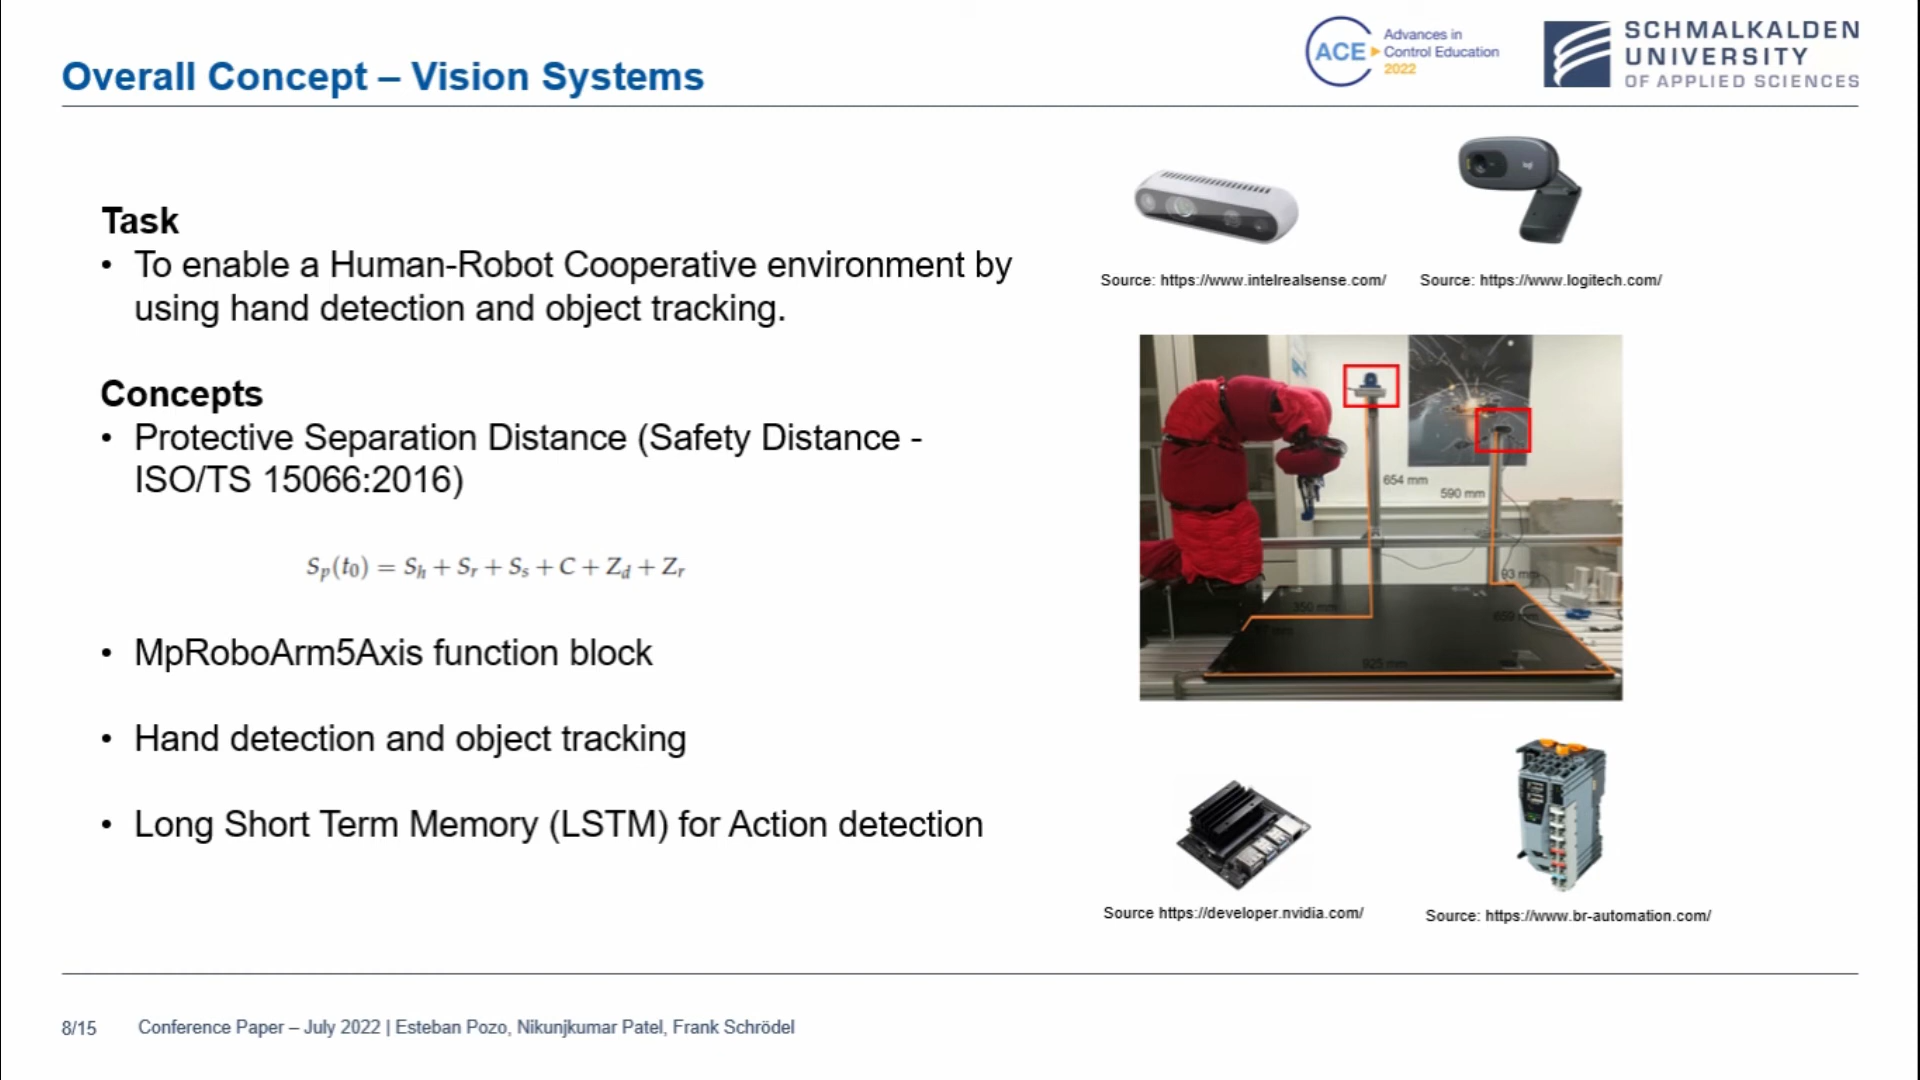 Overall Concept – Vision Systems
ACE
Advances in
Control Education
2022
SCHMALKALDEN
UNIVERSITY
OF APPLIED SCIENCES
Task
• To enable a Human-Robot Cooperative environment by
using hand detection and object tracking.
Concepts
• Protective Separation Distance (Safety Distance -
ISO/TS 15066:2016)
Sp(t0) = Sh + Sr + Ss + C + Zd + Zr
• MpRoboArm5Axis function block
• Hand detection and object tracking
• Long Short Term Memory (LSTM) for Action detection
Source: https://www.intelrealsense.com/
Source: https://www.logitech.com/
654 mm
590 mm
93 mm
350 mm
659 mm
mm
925 mm
Source https://developer.nvidia.com/
Source: https://www.br-automation.com/
8/15
Conference Paper – July 2022 | Esteban Pozo, Nikunjkumar Patel, Frank Schrödel